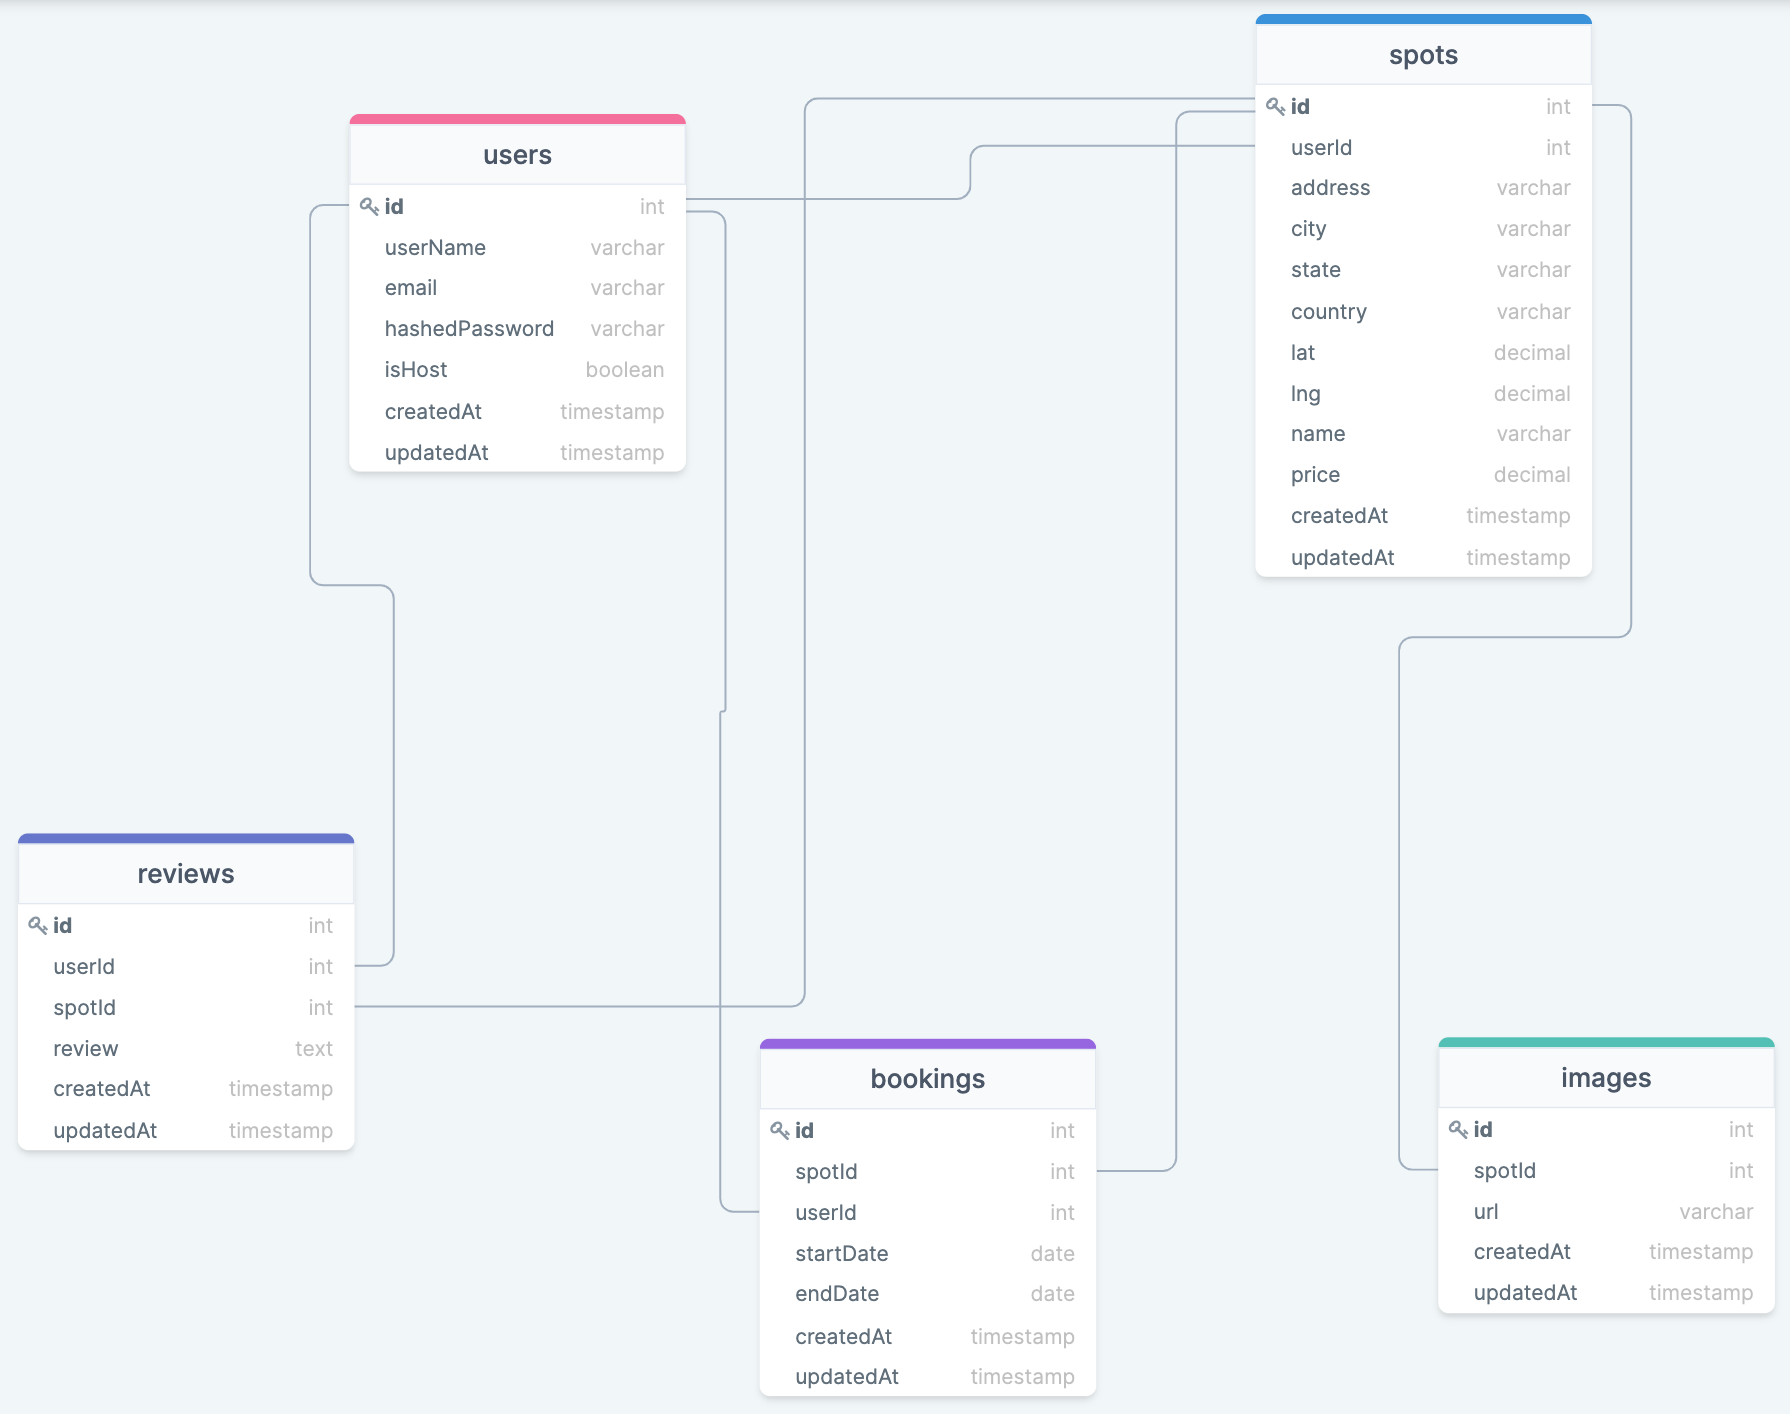 users
id int
userName varchar
email varchar
hashedPassword varchar
isHost boolean
createdAt timestamp
updatedAt timestamp
spots
id int
userId int
address varchar
city varchar
state varchar
country varchar
lat decimal
lng decimal
name varchar
price decimal
createdAt timestamp
updatedAt timestamp
reviews
id int
userId int
spotId int
review text
createdAt timestamp
updatedAt timestamp
bookings
id int
spotId int
userId int
startDate date
endDate date
createdAt timestamp
updatedAt timestamp
images
id int
spotId int
url varchar
createdAt timestamp
updatedAt timestamp